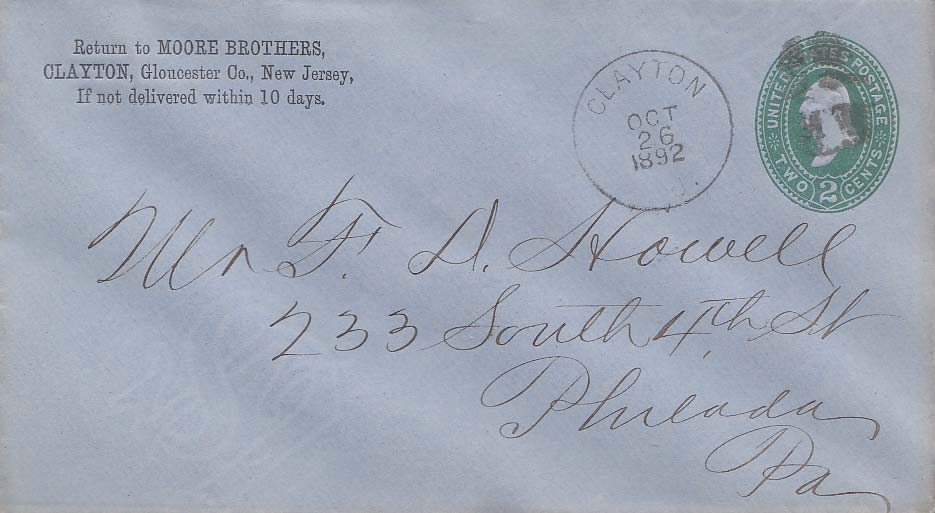 Return to MOORE BROTHERS,
CLAYTON, Gloucester Co., New Jersey,
If not delivered within 10 days.
CLAYTON
OCT
26
1892
J.
UNITED STATES POSTAGE
TWO 2 CENTS
Mr F. D. Howell
233 South 4th St
Philada
Pa